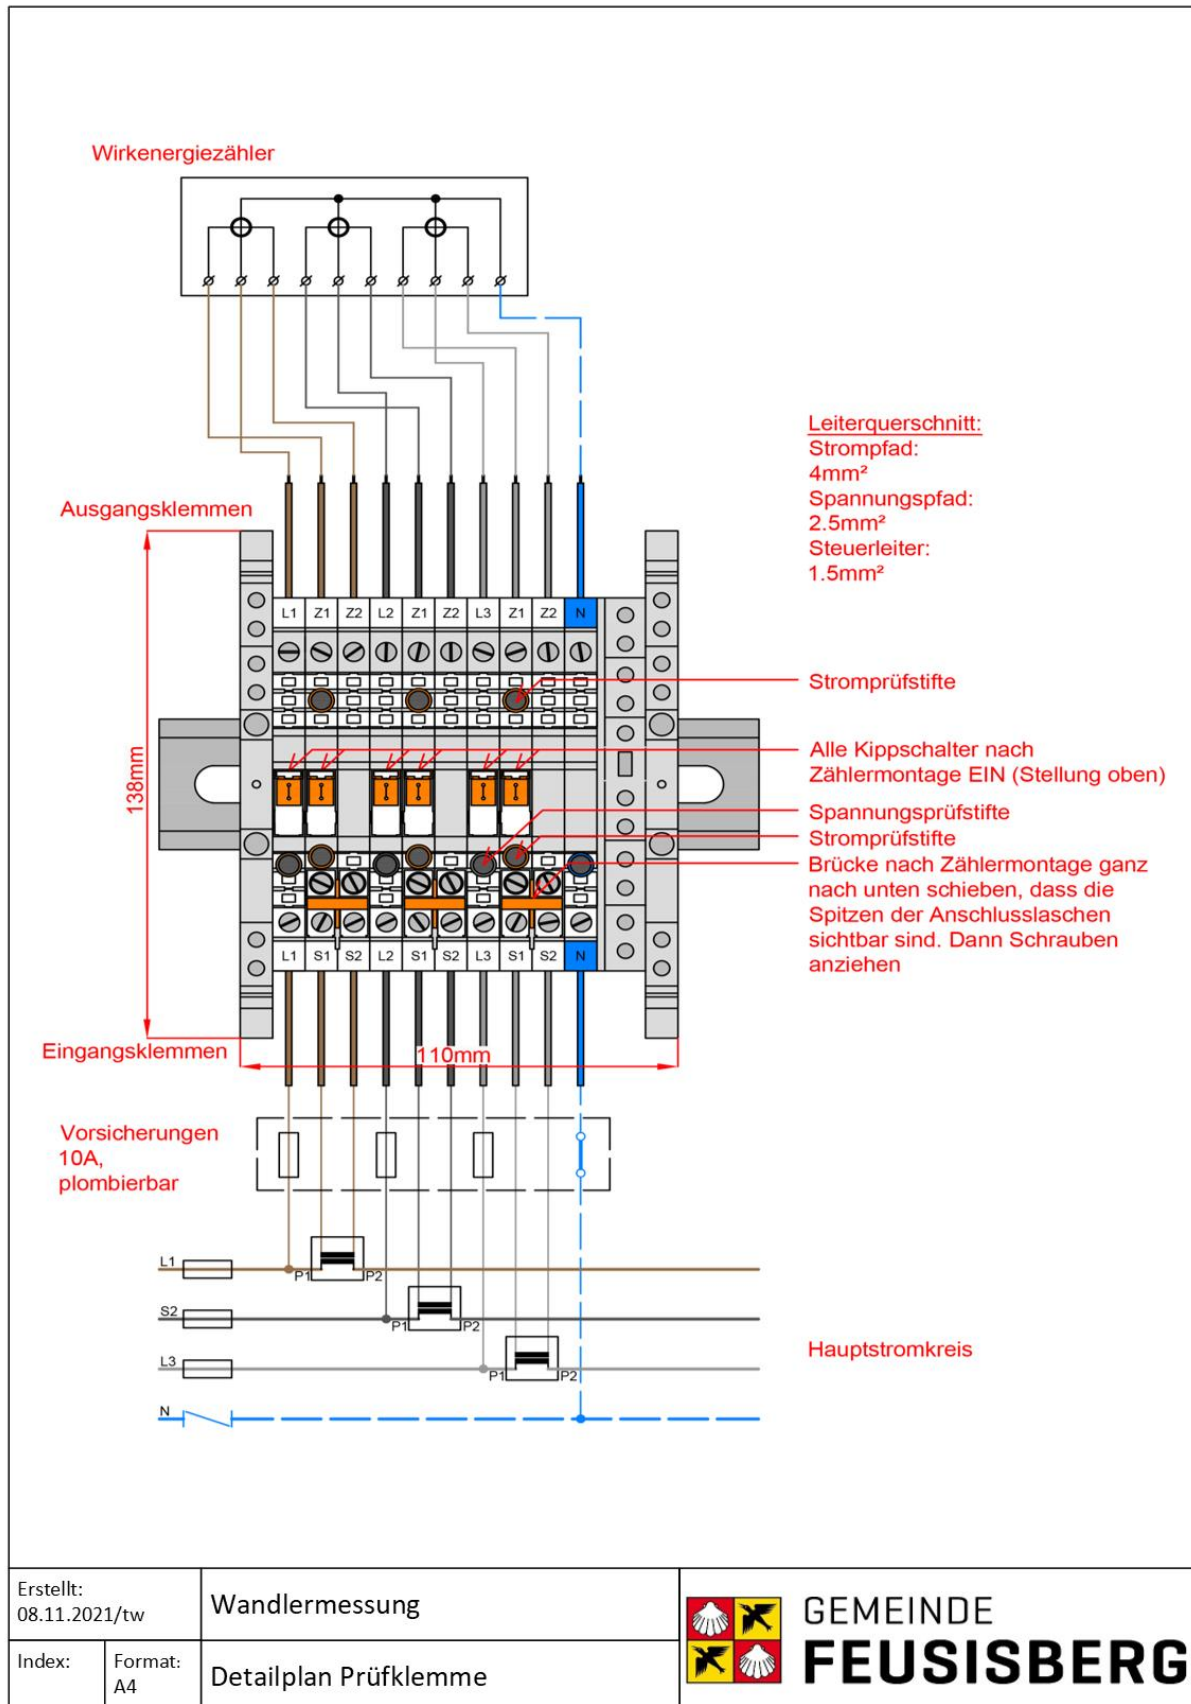 Wirkenergiezähler
Leiterquerschnitt:
Strompfad:
4mm²
Spannungspfad:
2.5mm²
Steuerleiter:
1.5mm²
Ausgangsklemmen
L1 Z1 Z2 L2 Z1 Z2 L3 Z1 Z2 N
Stromprüfstifte
Alle Kippschalter nach
Zählermontage EIN (Stellung oben)
138mm
Spannungsprüfstifte
Stromprüfstifte
Brücke nach Zählermontage ganz
nach unten schieben, dass die
Spitzen der Anschlusslaschen
sichtbar sind. Dann Schrauben
anziehen
L1 S1 S2 L2 S1 S2 L3 S1 S2 N
Eingangsklemmen
110mm
Vorsicherungen
10A,
plombierbar
L1
P1 P2
S2
P1 P2
L3
P1 P2
N
Hauptstromkreis
Erstellt:
08.11.2021/tw
Wandlermessung
Index:
Format:
A4
Detailplan Prüfklemme
GEMEINDE
FEUSISBERG